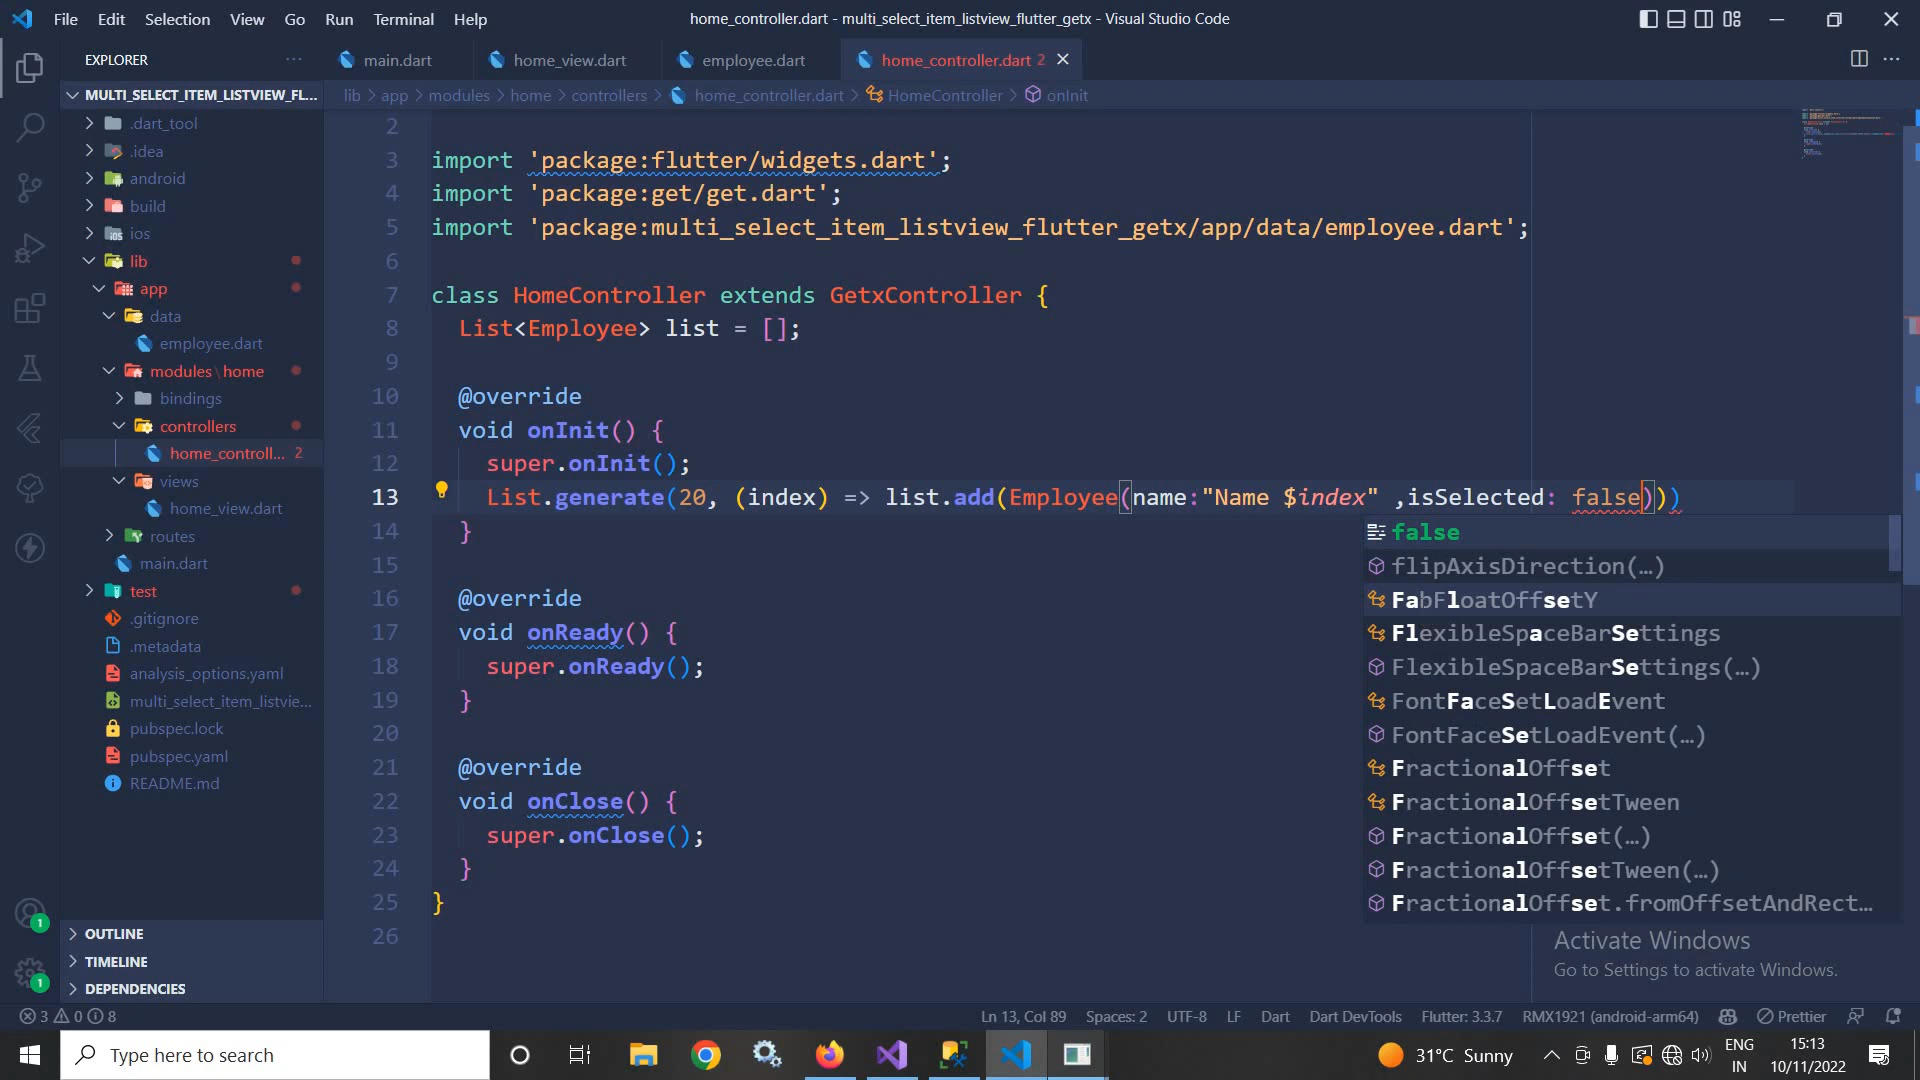 File Edit Selection View Go Run Terminal Help
home_controller.dart - multi_select_item_listview_flutter_getx - Visual Studio Code
EXPLORER
main.dart
home_view.dart
employee.dart
home_controller.dart 2
MULTI_SELECT_ITEM_LISTVIEW_FL...
lib > app > modules > home > controllers > home_controller.dart > HomeController > onInit
.dart_tool
.idea
android
build
ios
lib
app
data
employee.dart
modules \ home
bindings
controllers
home_controll... 2
views
home_view.dart
routes
main.dart
test
.gitignore
.metadata
analysis_options.yaml
multi_select_item_listvie...
pubspec.lock
pubspec.yaml
README.md
OUTLINE
TIMELINE
DEPENDENCIES
2
3 import 'package:flutter/widgets.dart';
4 import 'package:get/get.dart';
5 import 'package:multi_select_item_listview_flutter_getx/app/data/employee.dart';
6
7 class HomeController extends GetxController {
8 List<Employee> list = [];
9
10 @override
11 void onInit() {
12 super.onInit();
13 List.generate(20, (index) => list.add(Employee(name:"Name $index" ,isSelected: false)))
14 }
15
16 @override
17 void onReady() {
18 super.onReady();
19 }
20
21 @override
22 void onClose() {
23 super.onClose();
24 }
25 }
26
false
flipAxisDirection(…)
FabFloatOffsetY
FlexibleSpaceBarSettings
FlexibleSpaceBarSettings(…)
FontFaceSetLoadEvent
FontFaceSetLoadEvent(…)
FractionalOffset
FractionalOffsetTween
FractionalOffset(…)
FractionalOffsetTween(…)
FractionalOffset.fromOffsetAndRect…
Activate Windows
Go to Settings to activate Windows.
1
1
3 0 8
Ln 13, Col 89 Spaces: 2 UTF-8 LF Dart Dart DevTools Flutter: 3.3.7 RMX1921 (android-arm64) Prettier
Type here to search
31°C Sunny
ENG
IN
15:13
10/11/2022